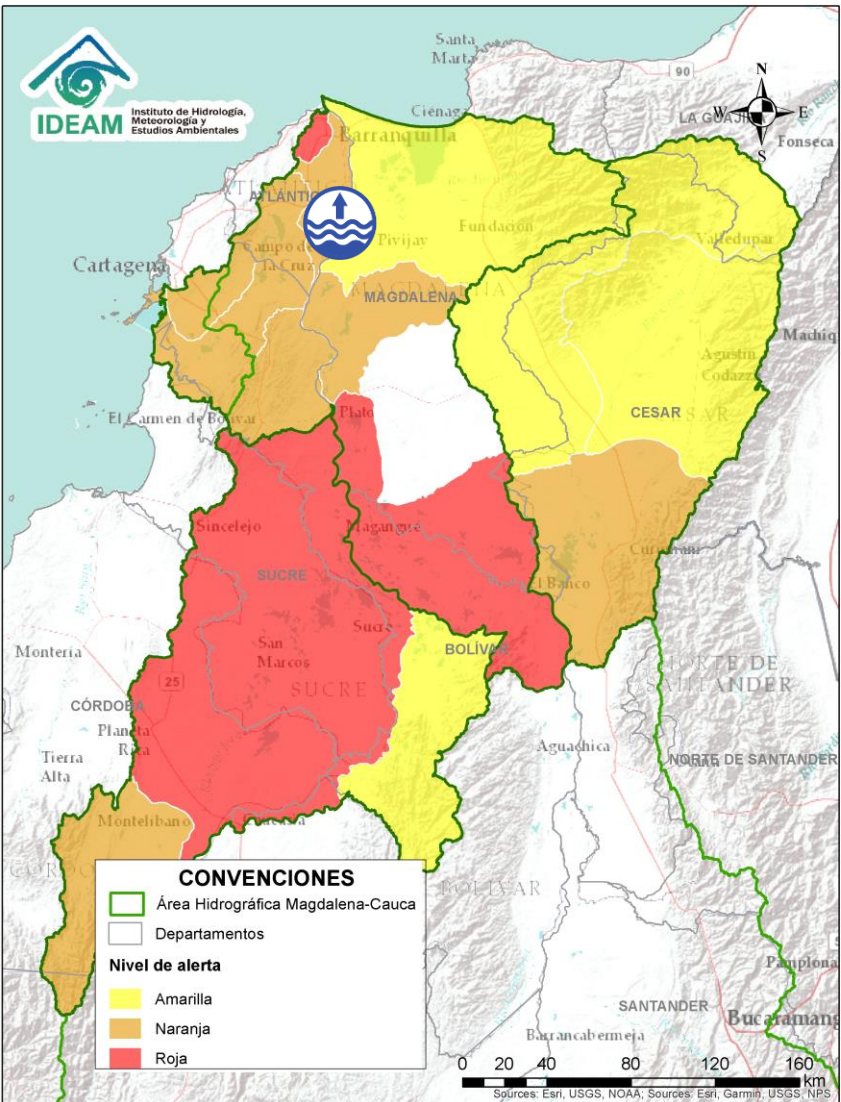 IDEAM
Instituto de Hidrología,
Meteorología y
Estudios Ambientales
Santa
Marta
90
N
W
E
S
Ciénaga
LA GUAJIRA
Fonseca
Barranquilla
ATLÁNTICO
Campo de
la Cruz
Pivijay
Fundación
Valledupar
Cartagena
MAGDALENA
MAGDALENA
Agustín
Codazzi
Machiq
CESAR
CESAR
El Carmen de Bolívar
Plato
Sincelejo
Magangué
Curumaní
El Banco
SUCRE
Sucre
San
Marcos
SUCRE
BOLÍVAR
Montería
25
CÓRDOBA
Planeta
Rica
Tierra
Alta
NORTE DE
SANTANDER
NORTE DE SANTANDER
Aguachica
Montelíbano
Caucasia
BOLÍVAR
CONVENCIONES
Área Hidrográfica Magdalena-Cauca
Departamentos
Nivel de alerta
Amarilla
Naranja
Roja
Pamplona
SANTANDER
Bucaramang
Barrancabermeja
0 20 40 80 120 160
km
Sources: Esri, USGS, NOAA; Sources: Esri, Garmin, USGS, NPS